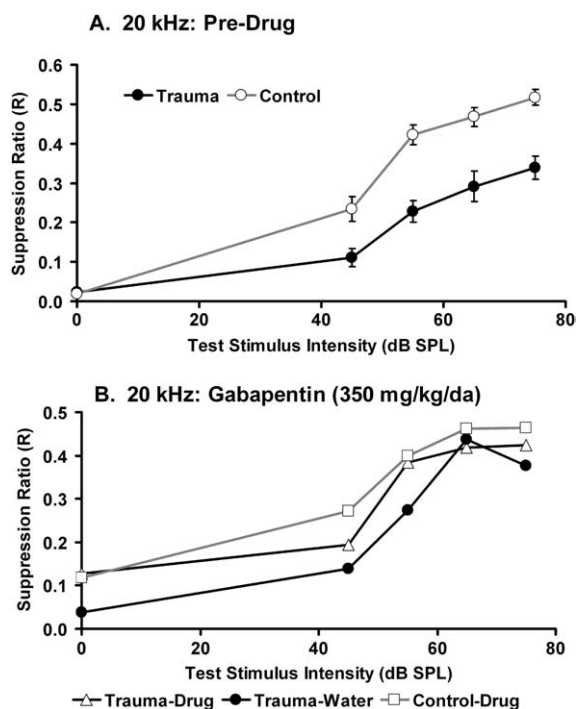 A. 20 kHz: Pre-Drug
0.6
0.5
0.4
0.3
0.2
0.1
0.0
Suppression Ratio (R)
Trauma Control
0 20 40 60 80
Test Stimulus Intensity (dB SPL)
B. 20 kHz: Gabapentin (350 mg/kg/da)
0.5
0.4
0.3
0.2
0.1
0.0
Suppression Ratio (R)
0 20 40 60 80
Test Stimulus Intensity (dB SPL)
Trauma-Drug Trauma-Water Control-Drug